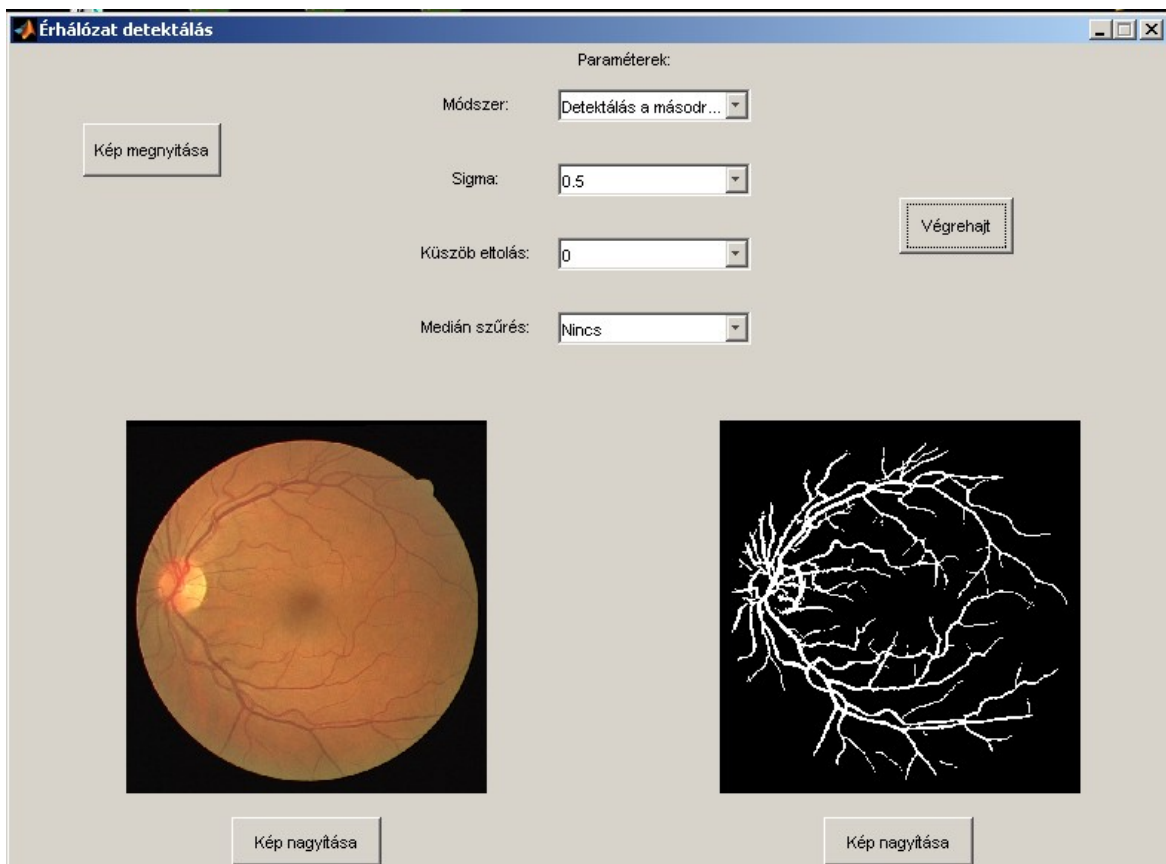 Érhálózat detektálás
Paraméterek:
Módszer: Detektálás a másodr...
Kép megnyitása
Sigma: 0.5
Végrehajt
Küszöb eltolás: 0
Medián szűrés: Nincs
Kép nagyítása Kép nagyítása